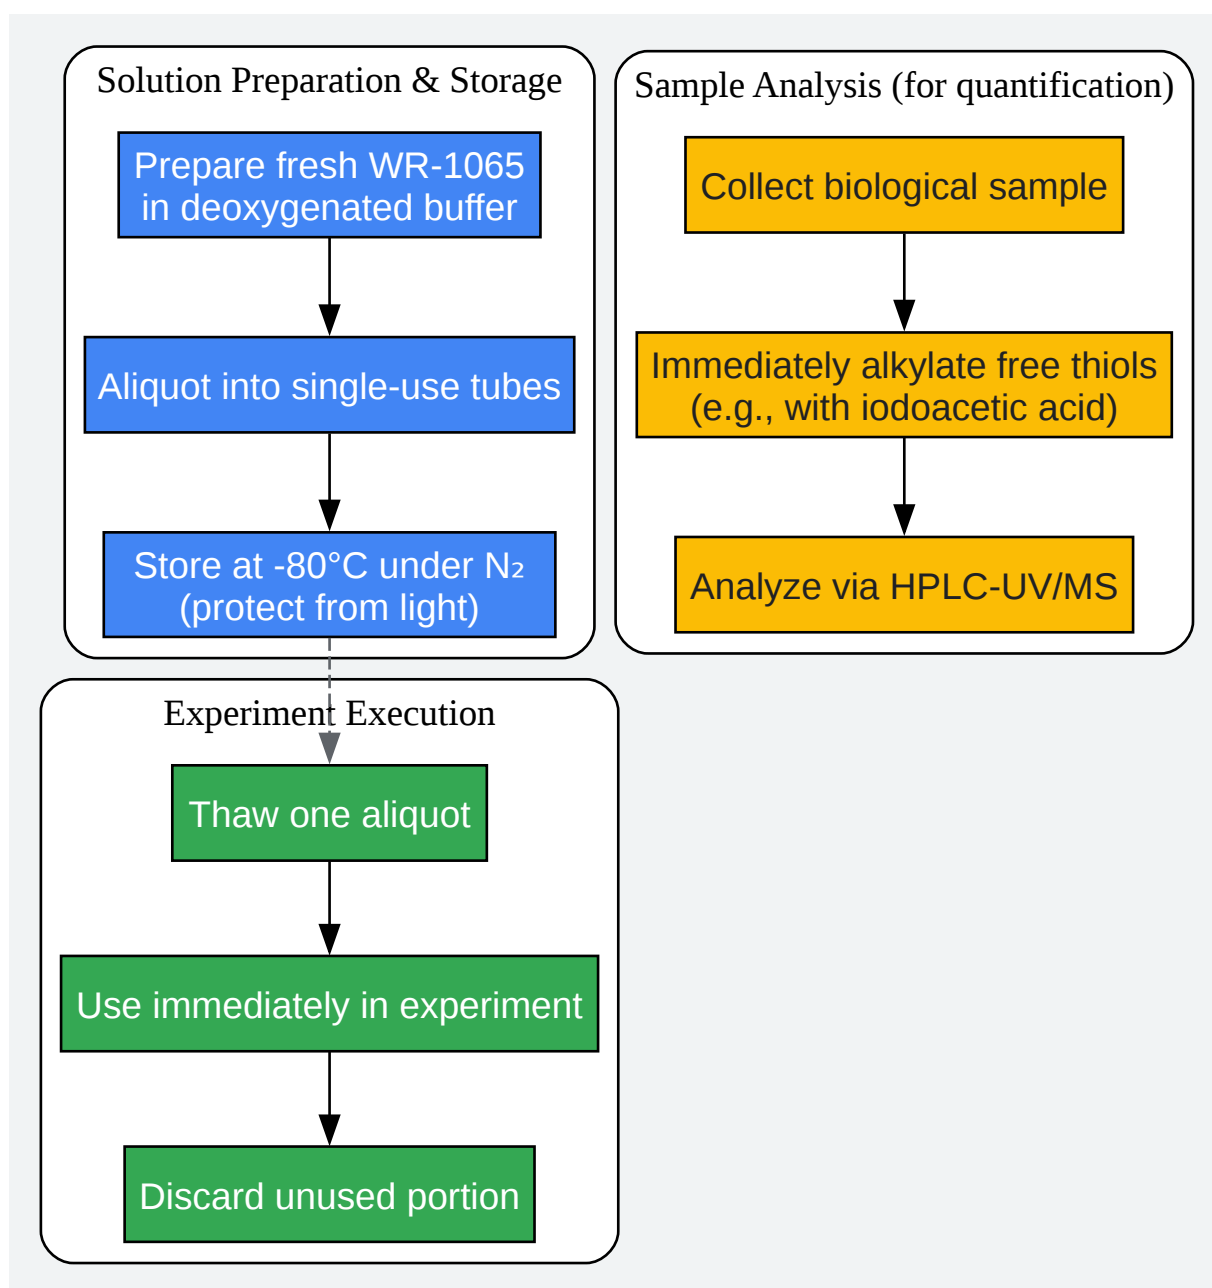 Solution Preparation & Storage
Prepare fresh WR-1065
in deoxygenated buffer
Aliquot into single-use tubes
Store at -80°C under N₂
(protect from light)
Sample Analysis (for quantification)
Collect biological sample
Immediately alkylate free thiols
(e.g., with iodoacetic acid)
Analyze via HPLC-UV/MS
Experiment Execution
Thaw one aliquot
Use immediately in experiment
Discard unused portion